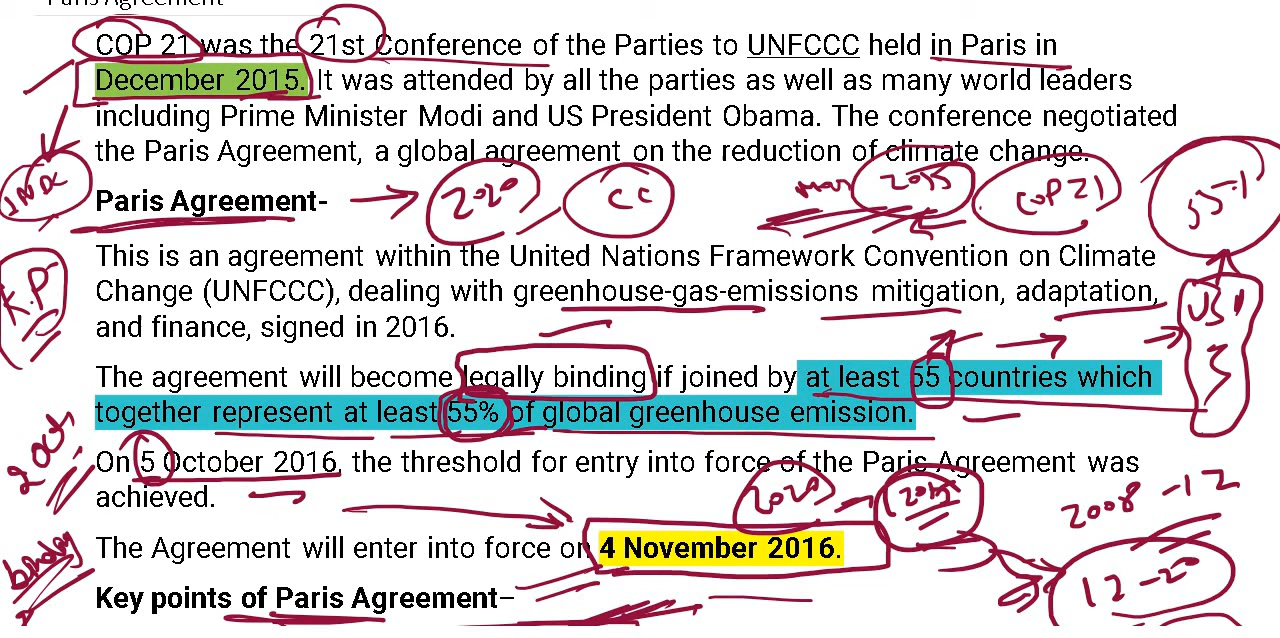 Paris Agreement
COP 21 was the 21st Conference of the Parties to UNFCCC held in Paris in
December 2015. It was attended by all the parties as well as many world leaders
including Prime Minister Modi and US President Obama. The conference negotiated
the Paris Agreement, a global agreement on the reduction of climate change.
INDC
Paris Agreement-
2020
CC
2015
COP21
55-1
K.P
This is an agreement within the United Nations Framework Convention on Climate
Change (UNFCCC), dealing with greenhouse-gas-emissions mitigation, adaptation,
and finance, signed in 2016.
The agreement will become legally binding if joined by at least 55 countries which
together represent at least 55% of global greenhouse emission.
2 Oct,
On 5 October 2016, the threshold for entry into force of the Paris Agreement was
achieved.
2020
2008-12
The Agreement will enter into force on 4 November 2016.
12-20
Key points of Paris Agreement–